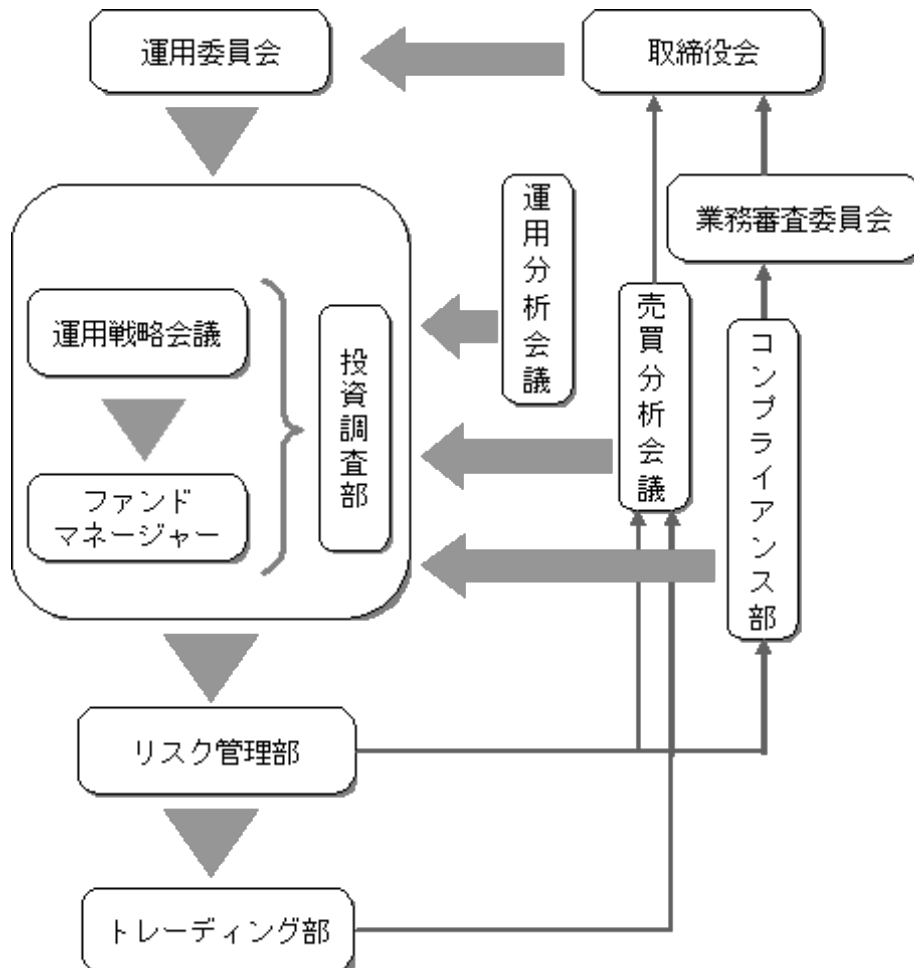 運用委員会
取締役会
運用分析会議
業務審査委員会
運用戦略会議
投資調査部
売買分析会議
コンプライアンス部
ファンド
マネージャー
リスク管理部
トレーディング部